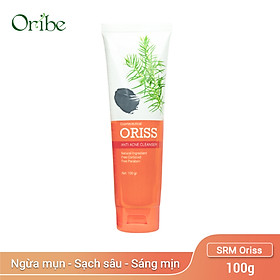 Oribe
ORISS
ANTI ACNE CLEANSER
Ngừa mụn - Sạch sâu - Sáng mịn
SRM Oriss
100g